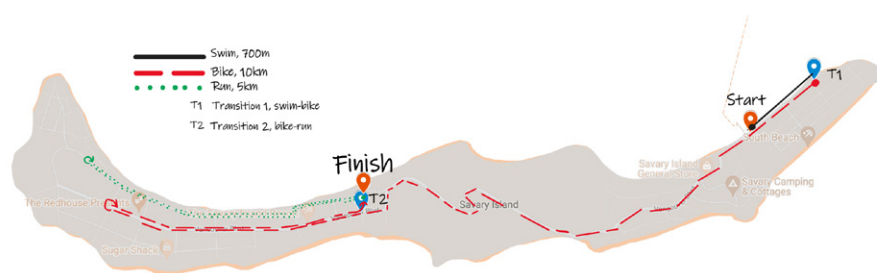 Swim, 700m
Bike, 10km
Run, 5km
T1 Transition 1, swim-bike
T2 Transition 2, bike-run
T1
Start
South Beach
Savary Island
General Store
Finish
Savary Camping
& Cottages
T2
The Redhouse Presents
Savary Island
Sugar Shack